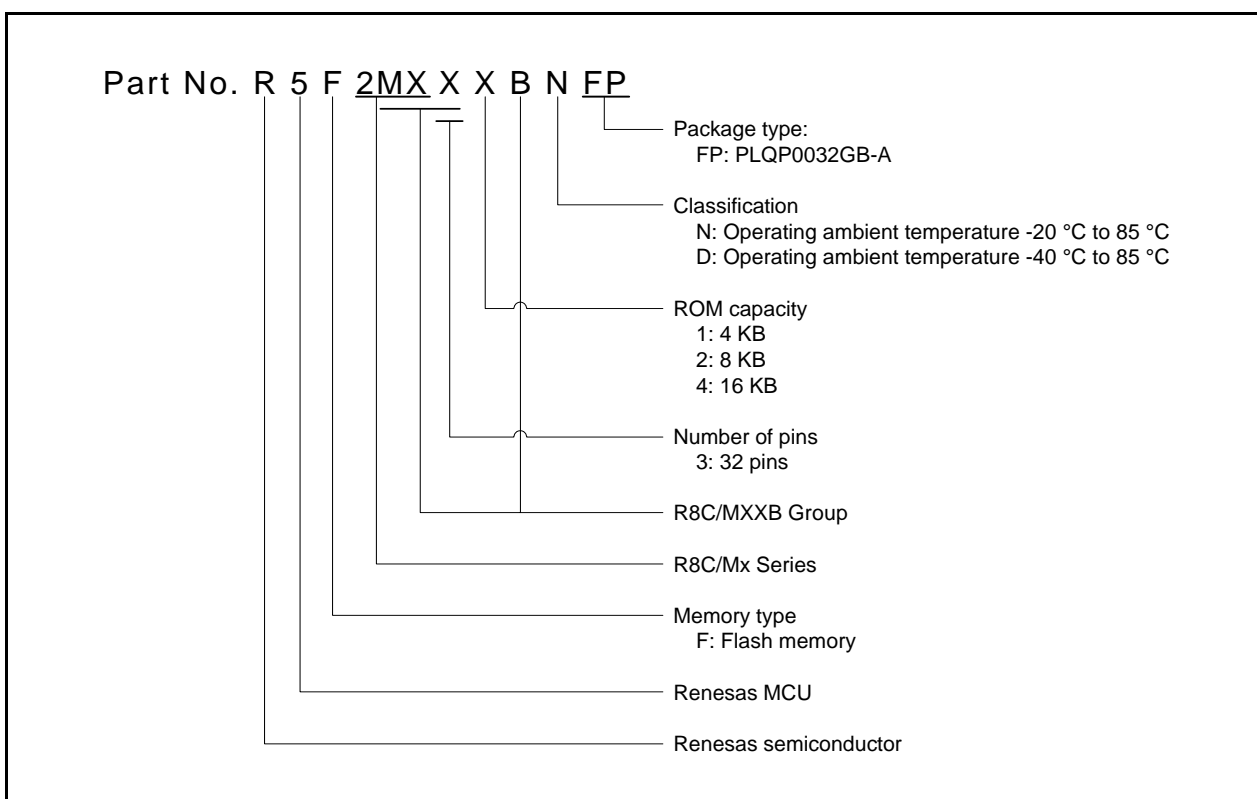 Part No. R 5 F 2MX X X B N FP
Package type:
FP: PLQP0032GB-A
Classification
N: Operating ambient temperature -20 °C to 85 °C
D: Operating ambient temperature -40 °C to 85 °C
ROM capacity
1: 4 KB
2: 8 KB
4: 16 KB
Number of pins
3: 32 pins
R8C/MXXB Group
R8C/Mx Series
Memory type
F: Flash memory
Renesas MCU
Renesas semiconductor